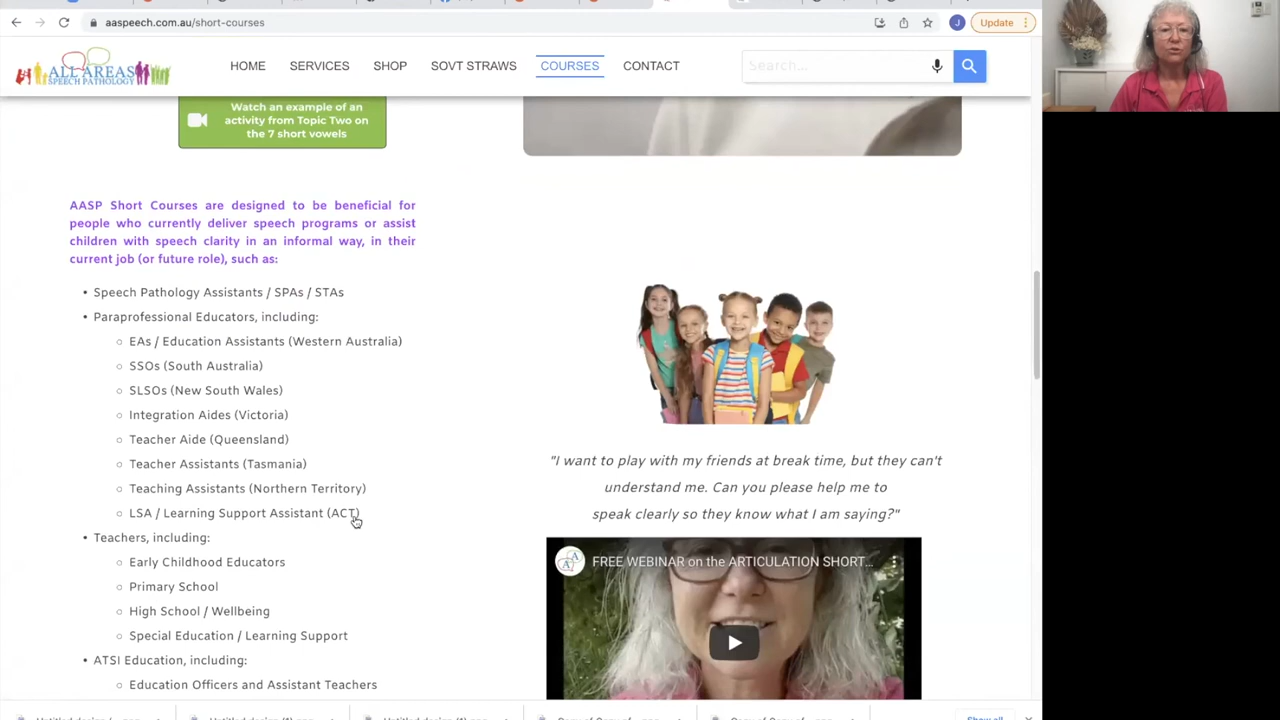 aaspeech.com.au/short-courses
J
Update
ALL AREAS
SPEECH PATHOLOGY
HOME
SERVICES
SHOP
SOVT STRAWS
COURSES
CONTACT
Search...
Watch an example of an
activity from Topic Two on
the 7 short vowels
AASP Short Courses are designed to be beneficial for
people who currently deliver speech programs or assist
children with speech clarity in an informal way, in their
current job (or future role), such as:
• Speech Pathology Assistants / SPAs / STAs
• Paraprofessional Educators, including:
○ EAs / Education Assistants (Western Australia)
○ SSOs (South Australia)
○ SLSOs (New South Wales)
○ Integration Aides (Victoria)
○ Teacher Aide (Queensland)
○ Teacher Assistants (Tasmania)
○ Teaching Assistants (Northern Territory)
○ LSA / Learning Support Assistant (ACT)
• Teachers, including:
○ Early Childhood Educators
○ Primary School
○ High School / Wellbeing
○ Special Education / Learning Support
• ATSI Education, including:
○ Education Officers and Assistant Teachers
"I want to play with my friends at break time, but they can't
understand me. Can you please help me to
speak clearly so they know what I am saying?"
FREE WEBINAR on the ARTICULATION SHORT...
Show all